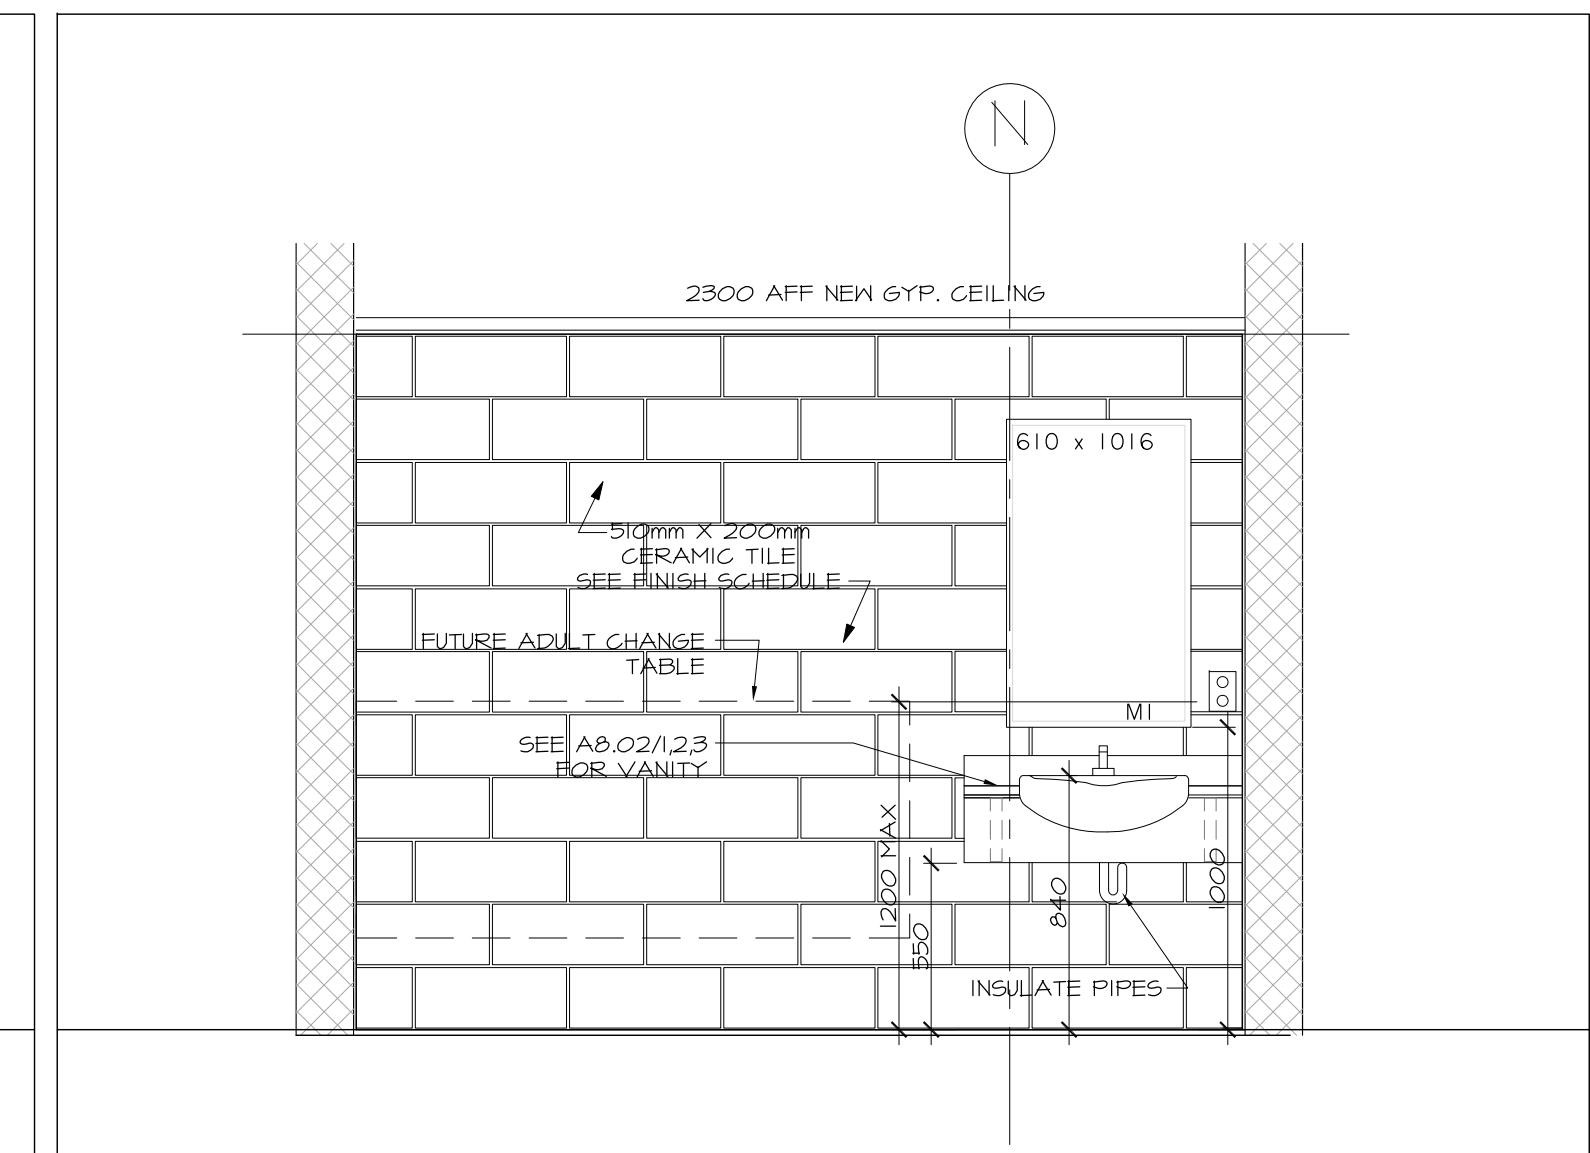 N
2300 AFF NEW GYP. CEILING
610 x 1016
510mm X 200mm
CERAMIC TILE
SEE FINISH SCHEDULE
FUTURE ADULT CHANGE
TABLE
M1
SEE A8.02/1,2,3
FOR VANITY
1200 MAX
550
840
1000
INSULATE PIPES